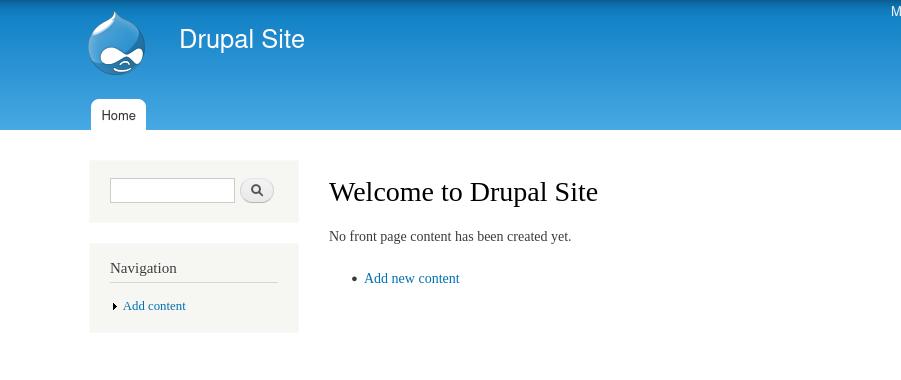 M
Drupal Site
Home
Welcome to Drupal Site
No front page content has been created yet.
Navigation
Add new content
Add content